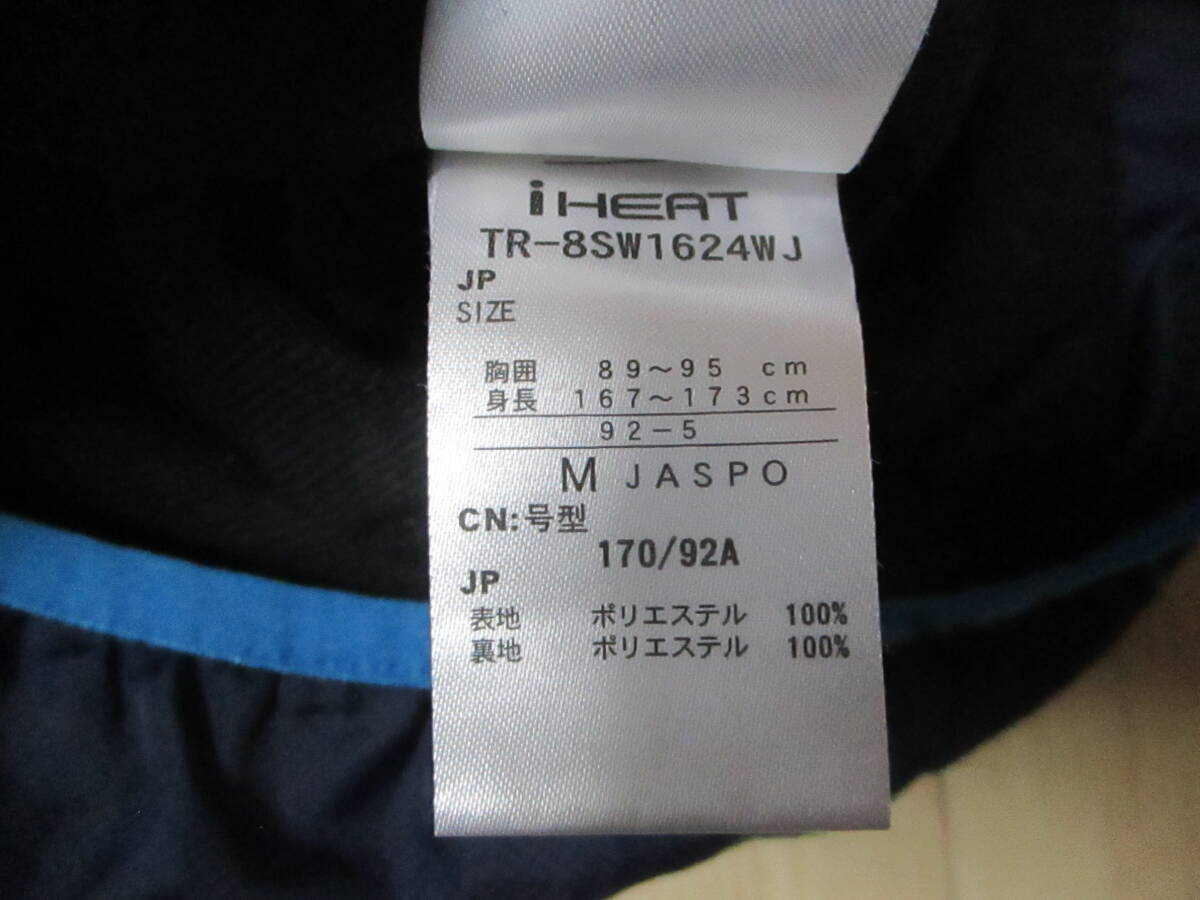 iHEAT
TR-8SW1624WJ
JP
SIZE
胸囲 89～95 cm
身長 167～173cm
92-5
M JASPO
CN:号型
170/92A
JP
表地 ポリエステル 100%
裏地 ポリエステル 100%